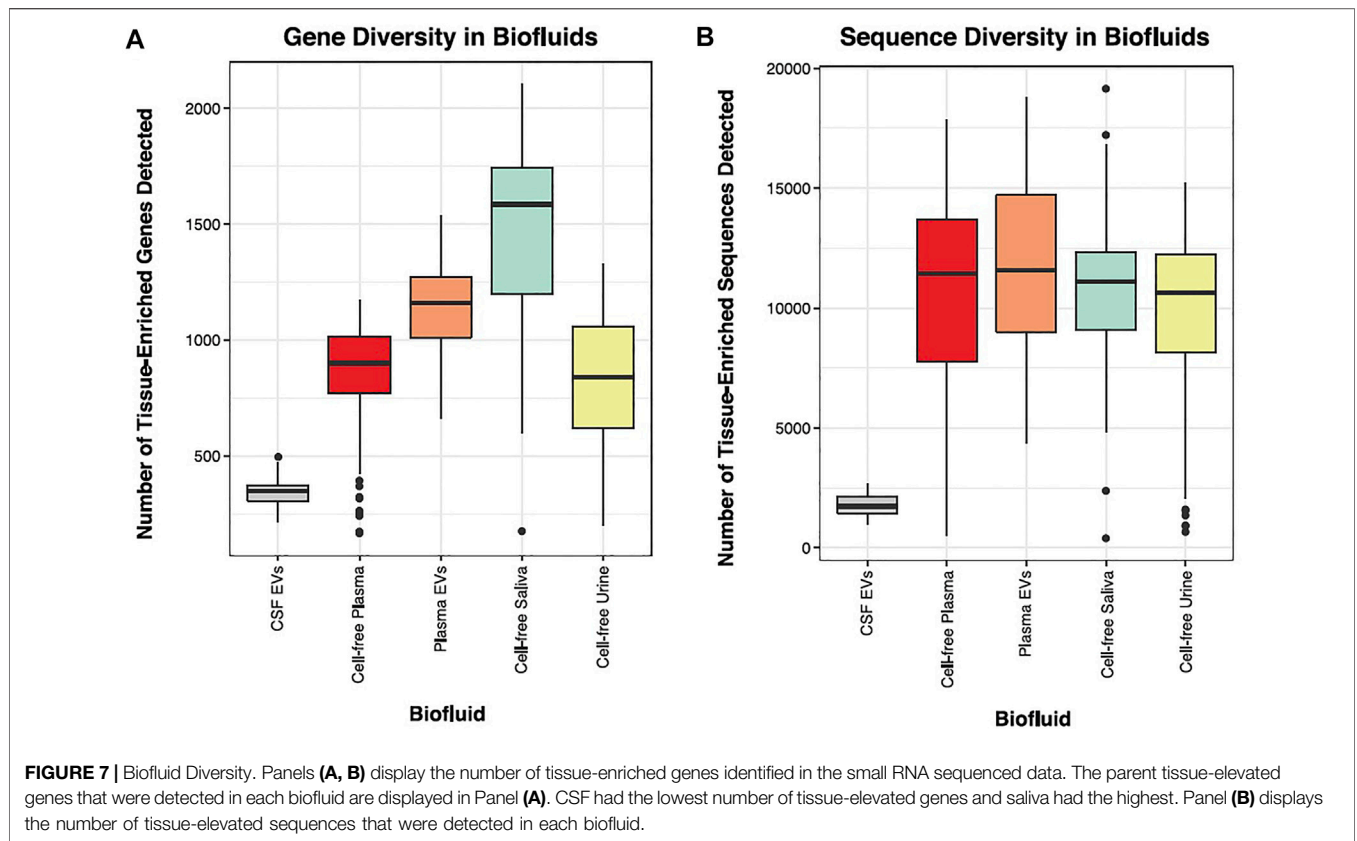 A
Gene Diversity in Biofluids
Number of Tissue-Enriched Genes Detected
2000
1500
1000
500
CSF EVs
Cell-free Plasma
Plasma EVs
Cell-free Saliva
Cell-free Urine
Biofluid
B
Sequence Diversity in Biofluids
Number of Tissue-Enriched Sequences Detected
20000
15000
10000
5000
0
CSF EVs
Cell-free Plasma
Plasma EVs
Cell-free Saliva
Cell-free Urine
Biofluid
FIGURE 7 | Biofluid Diversity. Panels (A, B) display the number of tissue-enriched genes identified in the small RNA sequenced data. The parent tissue-elevated
genes that were detected in each biofluid are displayed in Panel (A). CSF had the lowest number of tissue-elevated genes and saliva had the highest. Panel (B) displays
the number of tissue-elevated sequences that were detected in each biofluid.